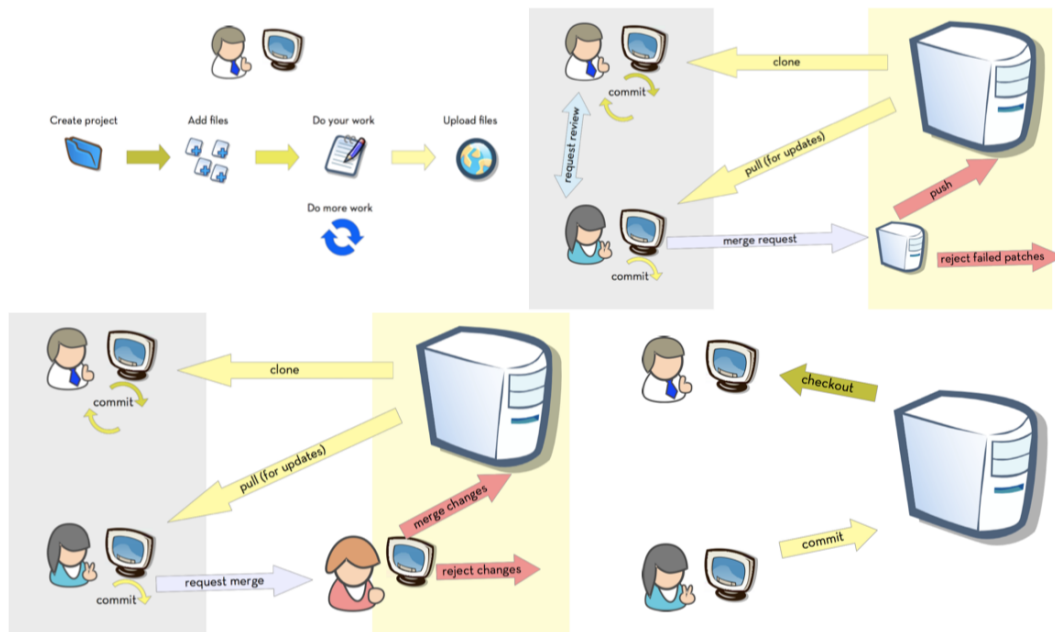 Create project
Add files
Do your work
Upload files
Do more work
clone
commit
request review
pull (for updates)
push
merge request
reject failed patches
commit
clone
commit
pull (for updates)
merge changes
request merge
reject changes
commit
checkout
commit